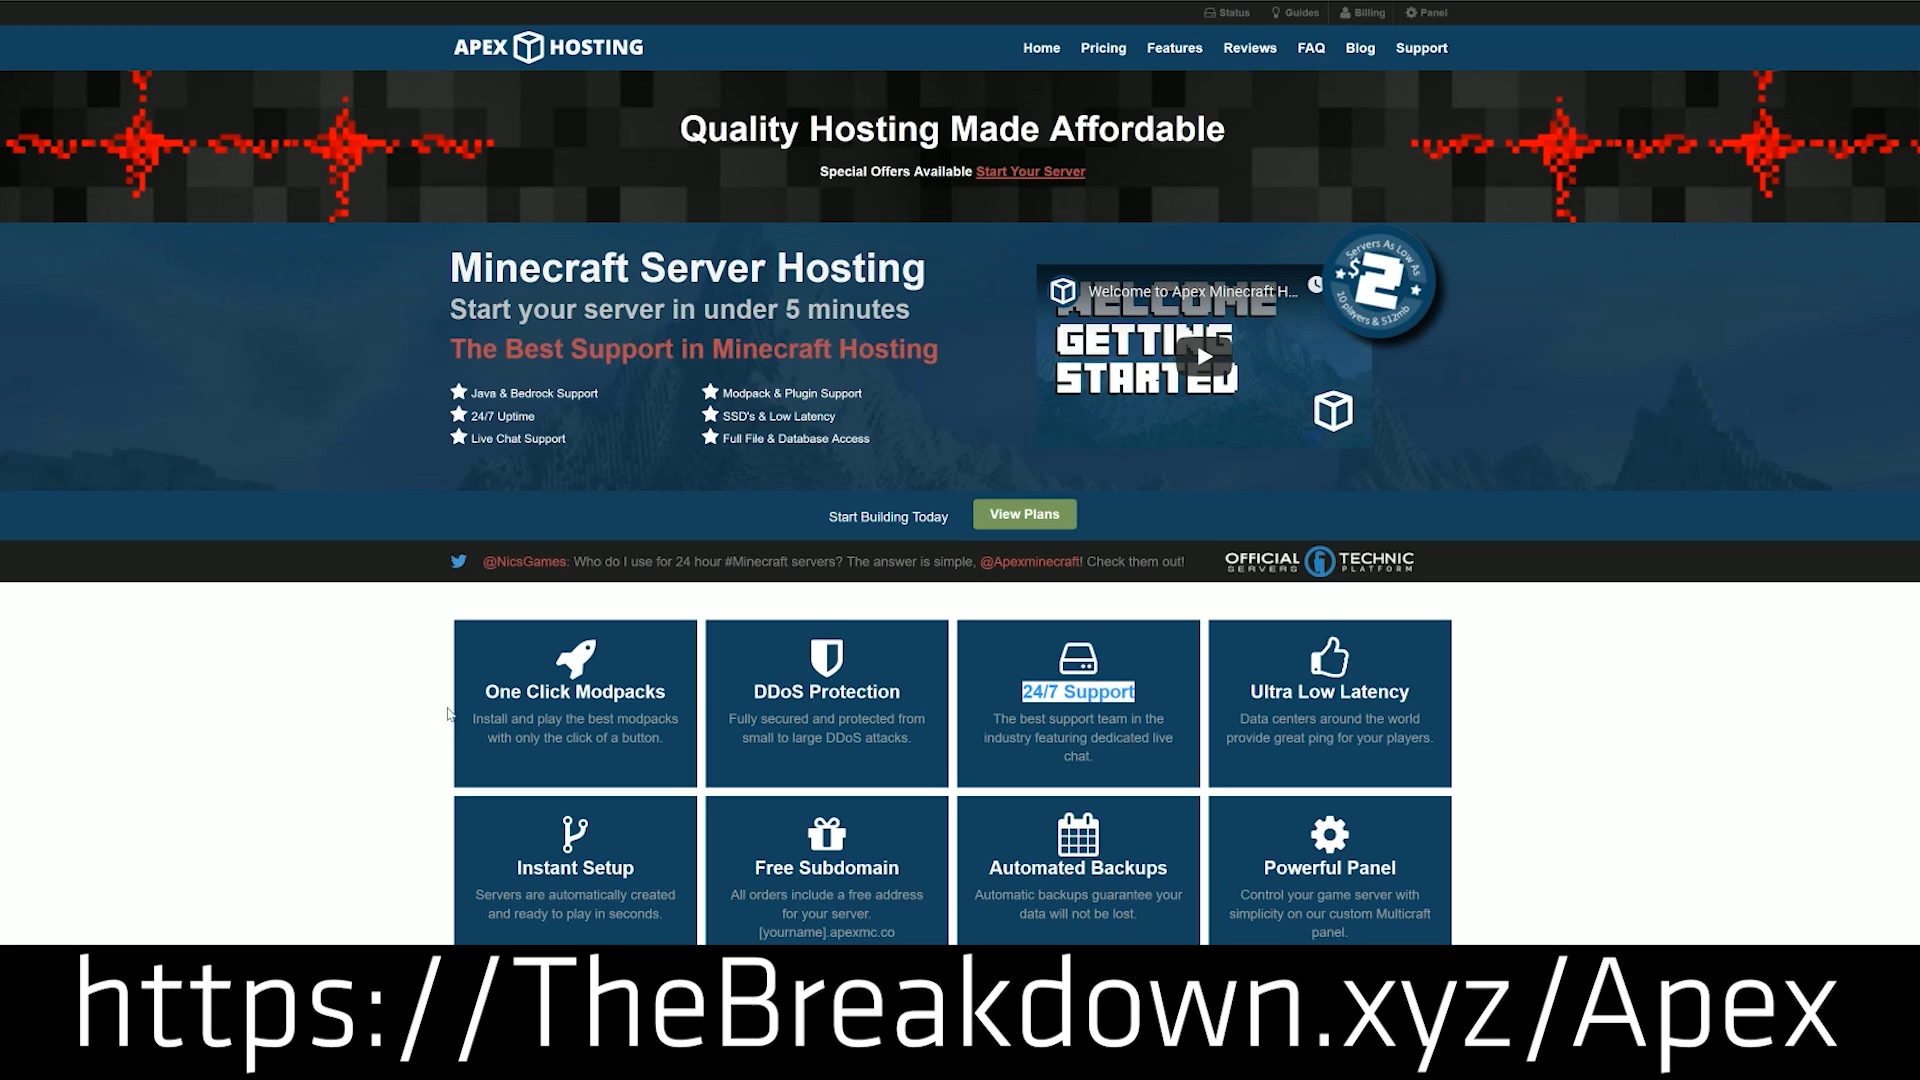 Status Guides Billing Panel
APEX HOSTING
Home Pricing Features Reviews FAQ Blog Support
Quality Hosting Made Affordable
Special Offers Available Start Your Server
Minecraft Server Hosting
Start your server in under 5 minutes
The Best Support in Minecraft Hosting
Java & Bedrock Support
24/7 Uptime
Live Chat Support
Modpack & Plugin Support
SSD's & Low Latency
Full File & Database Access
Welcome to Apex Minecraft H...
WELCOME
GETTING
STARTED
Servers As Low As
$2
10 players & 512mb
Start Building Today
View Plans
@NicsGames: Who do I use for 24 hour #Minecraft servers? The answer is simple, @Apexminecraft! Check them out!
OFFICIAL TECHNIC
SERVERS PLATFORM
One Click Modpacks
Install and play the best modpacks
with only the click of a button.
DDoS Protection
Fully secured and protected from
small to large DDoS attacks.
24/7 Support
The best support team in the
industry featuring dedicated live
chat.
Ultra Low Latency
Data centers around the world
provide great ping for your players.
Instant Setup
Servers are automatically created
and ready to play in seconds.
Free Subdomain
All orders include a free address
for your server.
[yourname].apexmc.co
Automated Backups
Automatic backups guarantee your
data will not be lost.
Powerful Panel
Control your game server with
simplicity on our custom Multicraft
panel.
https://TheBreakdown.xyz/Apex